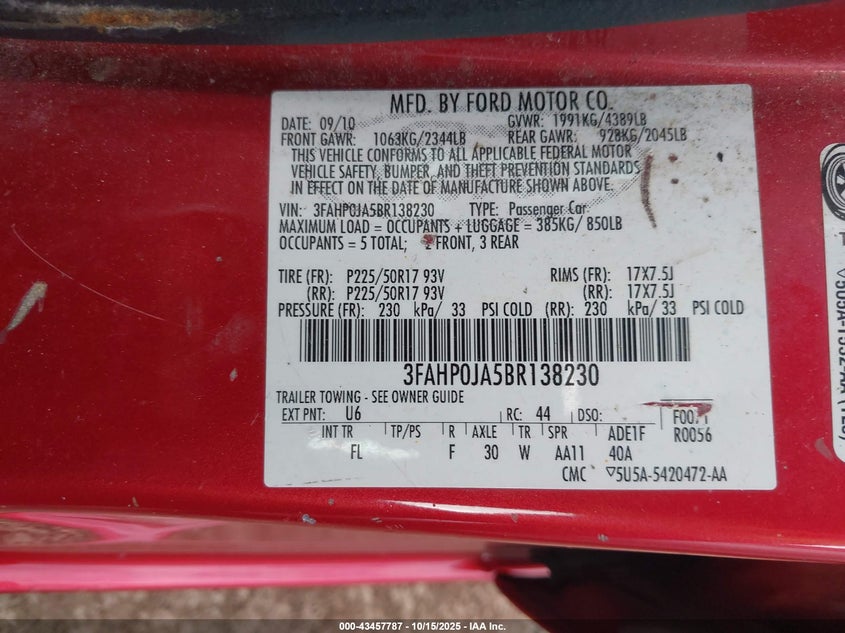 MFD. BY FORD MOTOR CO.
DATE: 09/10 GVWR: 1991KG/4389LB
FRONT GAWR: 1063KG/2344LB REAR GAWR: 928KG/2045LB
THIS VEHICLE CONFORMS TO ALL APPLICABLE FEDERAL MOTOR
VEHICLE SAFETY, BUMPER, AND THEFT PREVENTION STANDARDS
IN EFFECT ON THE DATE OF MANUFACTURE SHOWN ABOVE.
VIN: 3FAHP0JA5BR138230 TYPE: Passenger Car
MAXIMUM LOAD = OCCUPANTS + LUGGAGE = 385KG/ 850LB
OCCUPANTS = 5 TOTAL; 2 FRONT, 3 REAR
TIRE (FR): P225/50R17 93V RIMS (FR): 17X7.5J
(RR): P225/50R17 93V (RR): 17X7.5J
PRESSURE (FR): 230 kPa/ 33 PSI COLD (RR): 230 kPa/ 33 PSI COLD
3FAHP0JA5BR138230
TRAILER TOWING - SEE OWNER GUIDE
EXT PNT: U6 RC: 44 DSO:
R0056
INT TR TP/PS R AXLE TR SPR ADE1F
FL F 30 W AA11 40A
CMC ▽5U5A-5420472-AA
000-43457787 - 10/15/2025 - IAA Inc.